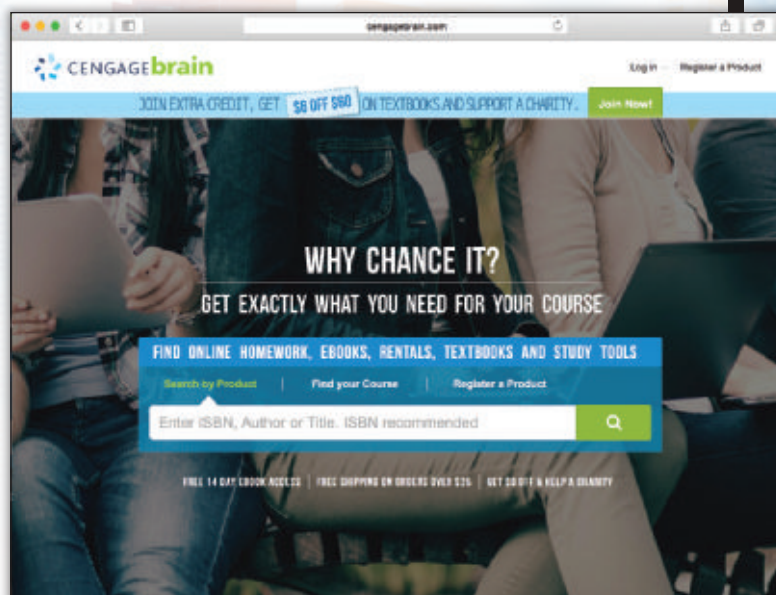 cengagebrain.com
CENGAGEbrain
Log in Register a Product
JOIN EXTRA CREDIT, GET $6 OFF $60 ON TEXTBOOKS AND SUPPORT A CHARITY. Join Now!
WHY CHANCE IT?
GET EXACTLY WHAT YOU NEED FOR YOUR COURSE
FIND ONLINE HOMEWORK, EBOOKS, RENTALS, TEXTBOOKS AND STUDY TOOLS
Search by Product | Find your Course | Register a Product
Enter ISBN, Author or Title. ISBN recommended
FREE 14 DAY EBOOK ACCESS | FREE SHIPPING ON ORDERS OVER $25 | GET OFF & HELP A CHARITY